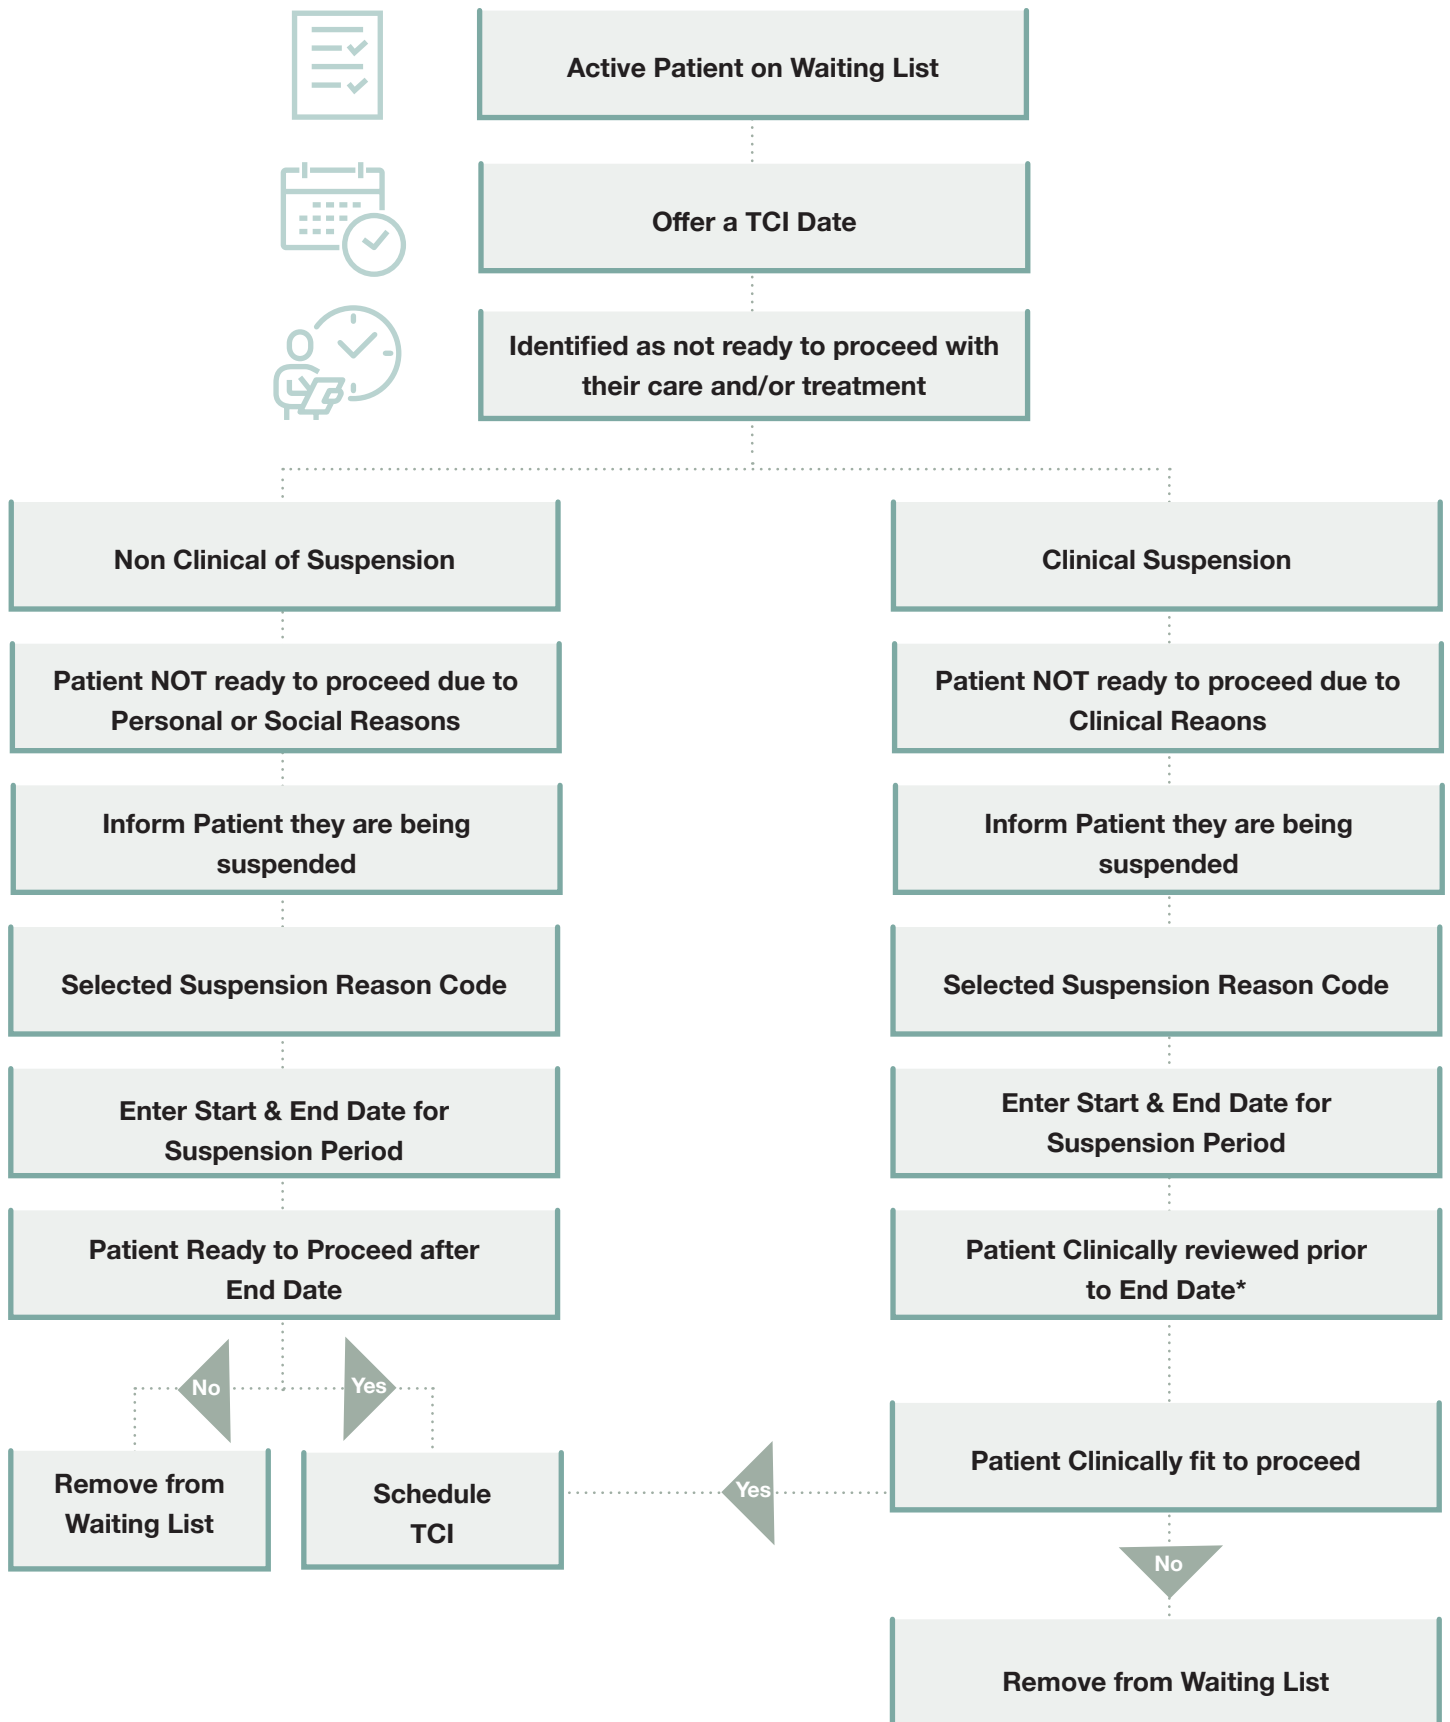 Active Patient on Waiting List
Offer a TCI Date
Identified as not ready to proceed with
their care and/or treatment
Non Clinical of Suspension
Patient NOT ready to proceed due to
Personal or Social Reasons
Inform Patient they are being
suspended
Selected Suspension Reason Code
Enter Start & End Date for
Suspension Period
Patient Ready to Proceed after
End Date
No
Yes
Remove from
Waiting List
Schedule
TCI
Clinical Suspension
Patient NOT ready to proceed due to
Clinical Reaons
Inform Patient they are being
suspended
Selected Suspension Reason Code
Enter Start & End Date for
Suspension Period
Patient Clinically reviewed prior
to End Date*
Patient Clinically fit to proceed
Yes
No
Remove from Waiting List